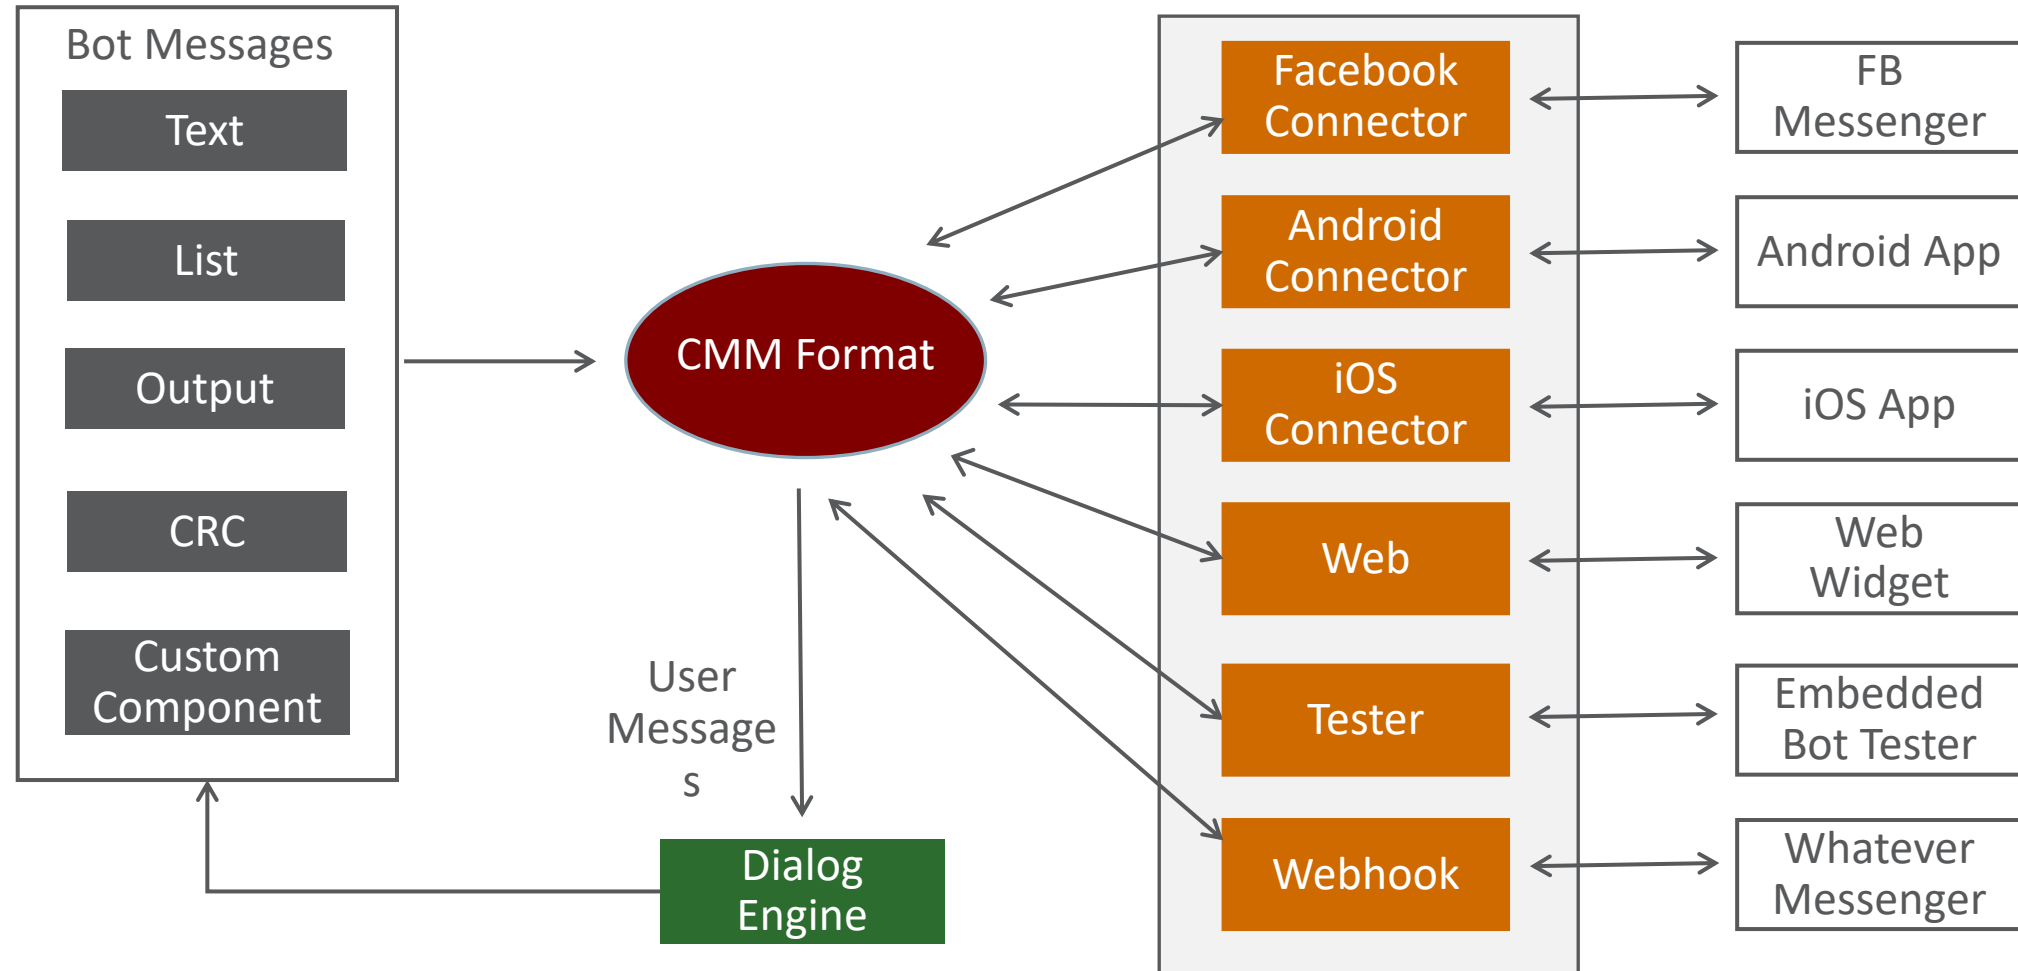 Bot Messages
Text
List
Output
CRC
Custom
Component
CMM Format
User
Message
s
Dialog
Engine
Facebook
Connector
Android
Connector
iOS
Connector
Web
Tester
Webhook
FB
Messenger
Android App
iOS App
Web
Widget
Embedded
Bot Tester
Whatever
Messenger